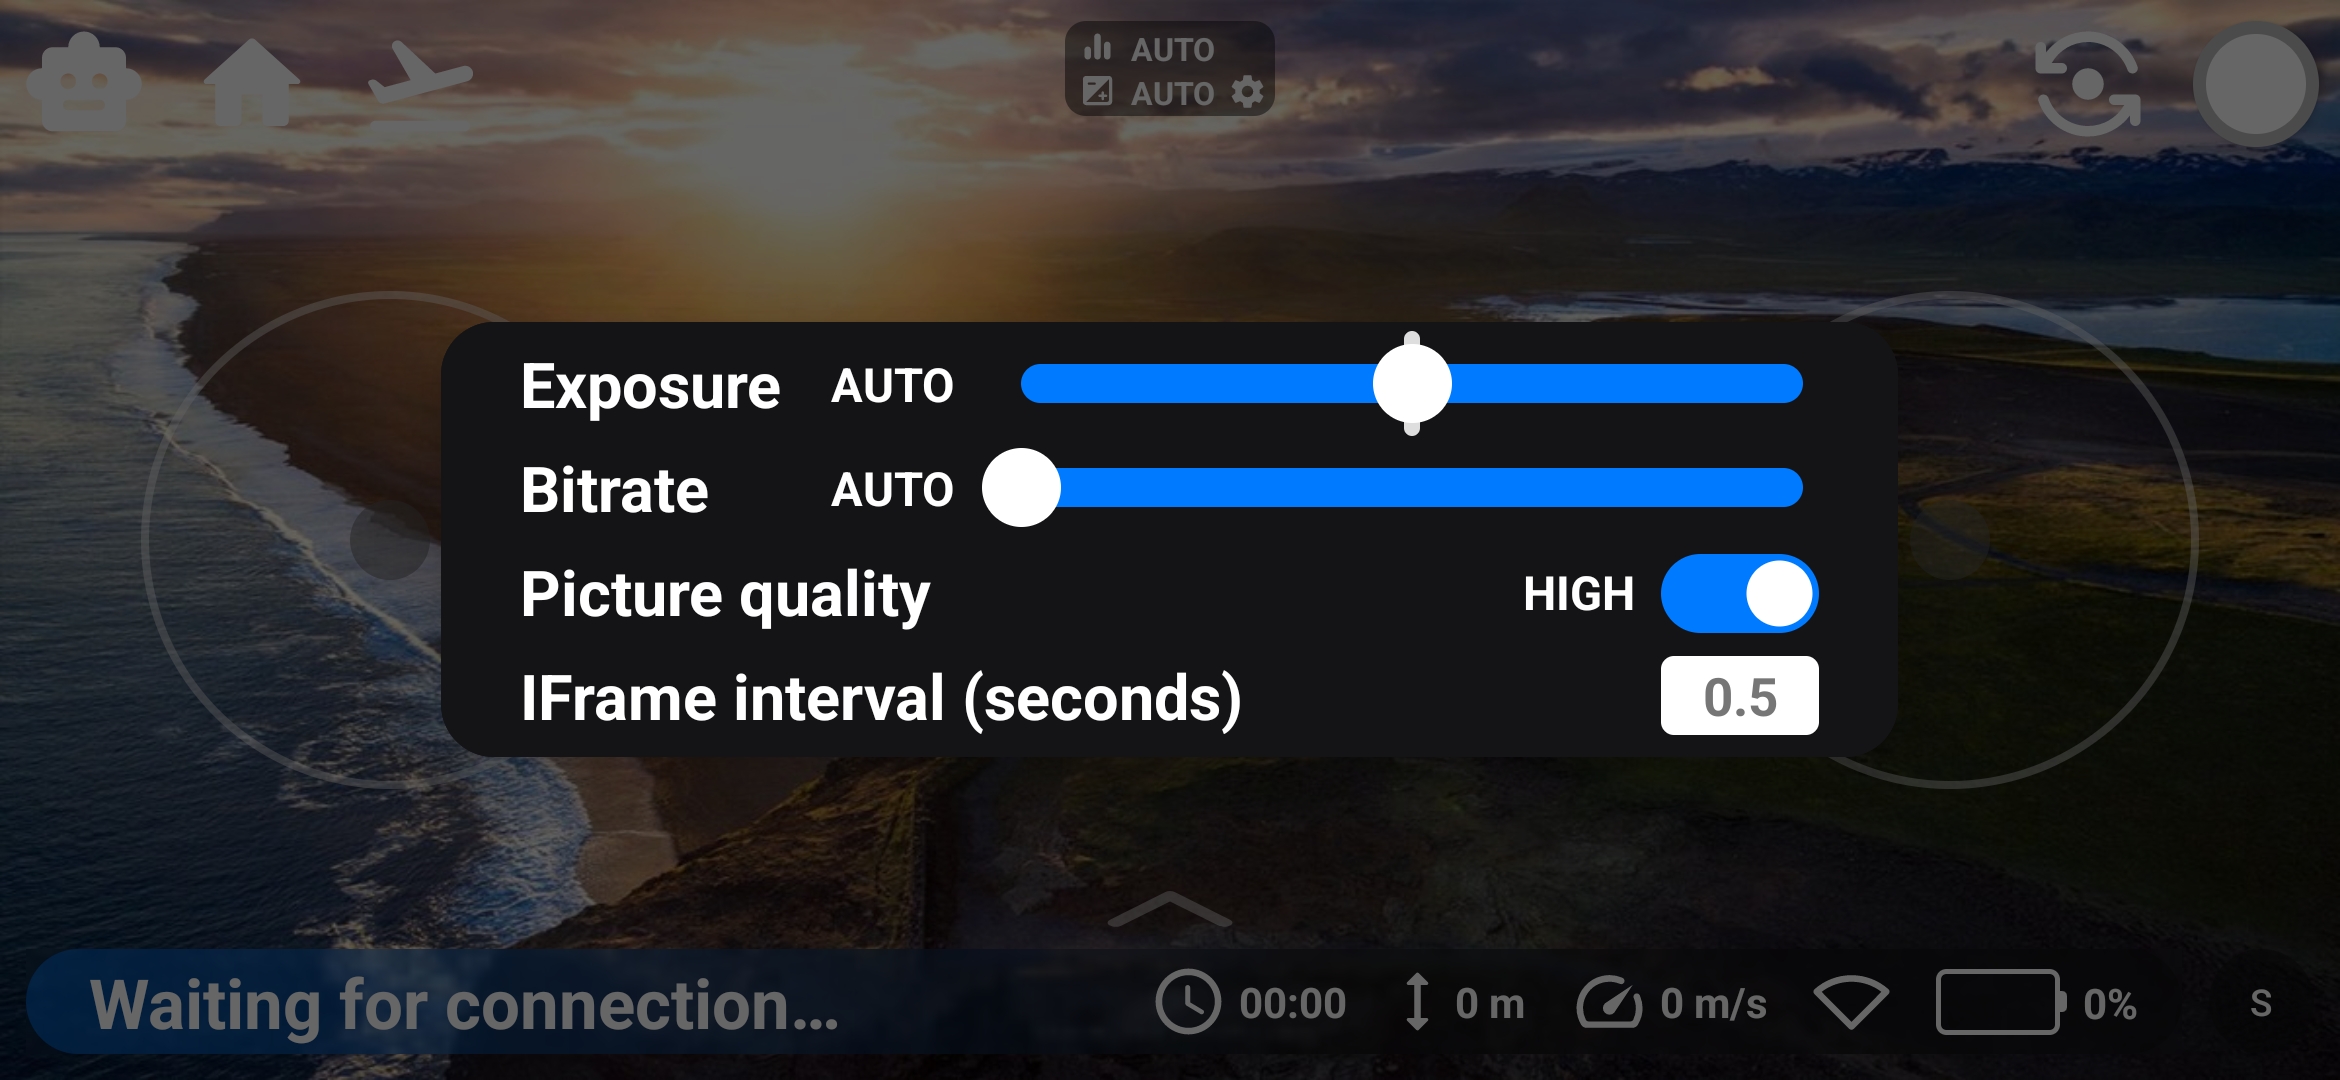 AUTO
AUTO
Exposure AUTO
Bitrate AUTO
Picture quality HIGH
IFrame interval (seconds) 0.5
Waiting for connection... 00:00 0 m 0 m/s 0% S